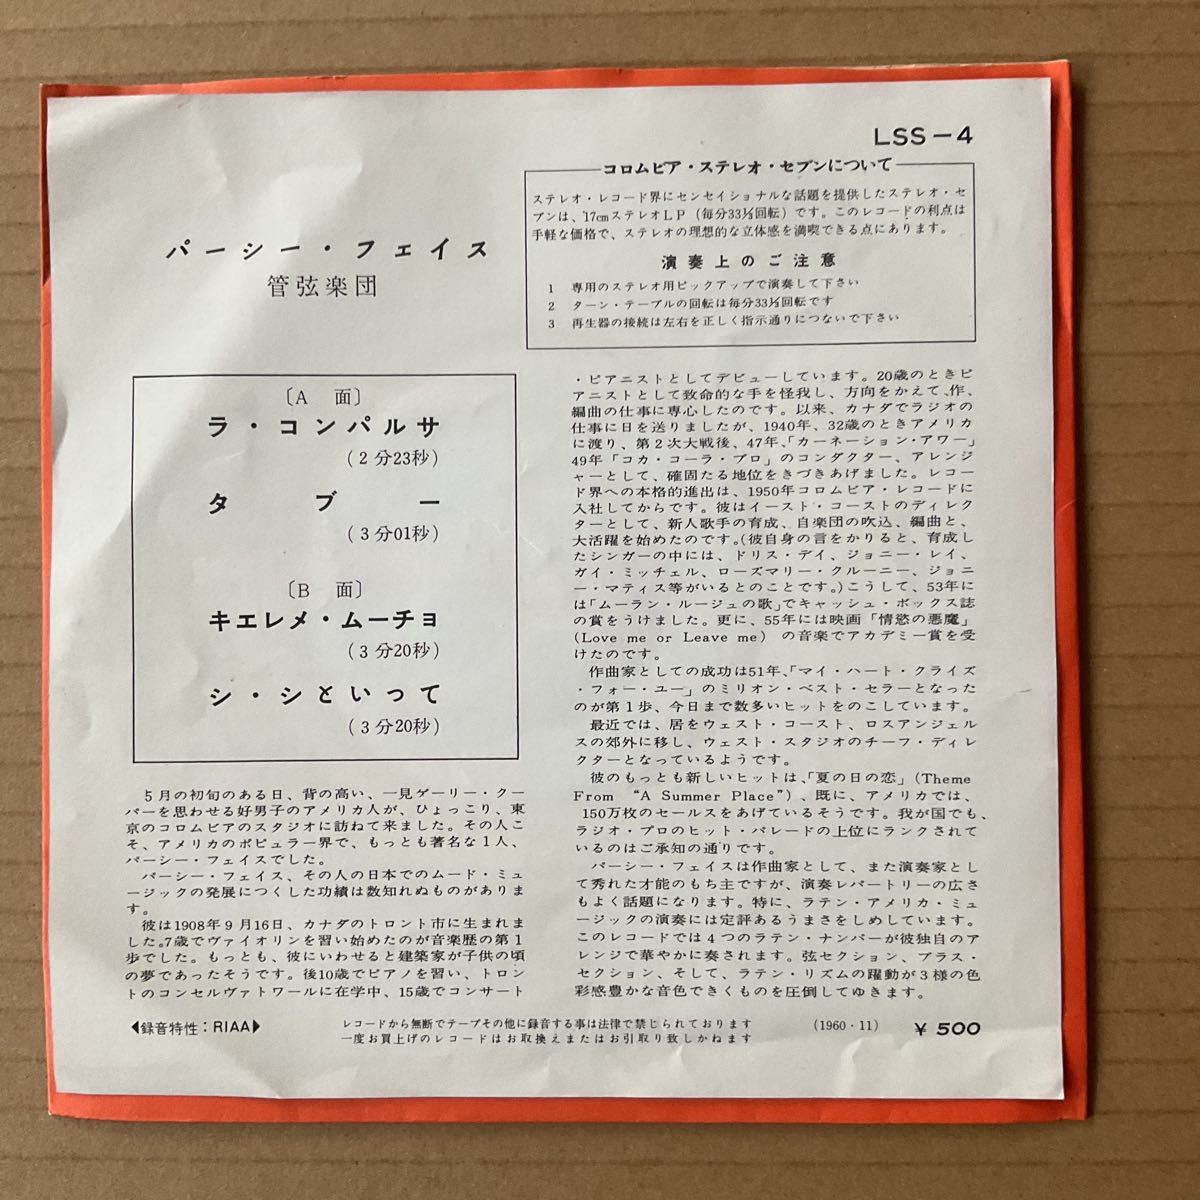 LSS-4
コロムビア・ステレオ・セブンについて
ステレオ・レコード界にセンセイショナルな話題を提供したステレオ・セ
ブンは、17㎝ステレオLP（毎分33⅓回転）です。このレコードの利点は
手軽な価格で、ステレオの理想的な立体感を満喫できる点にあります。
演奏上のご注意
1 専用のステレオ用ピックアップで演奏して下さい
2 ターン・テーブルの回転は毎分33⅓回転です
3 再生器の接続は左右を正しく指示通りにつないで下さい
パーシー・フェイス
管弦楽団
〔A 面〕
ラ・コンパルサ
(2分23秒)
タブー
(3分01秒)
〔B 面〕
キエレメ・ムーチョ
(3分20秒)
シ・シといって
(3分20秒)
5月の初旬のある日、背の高い、一見ゲーリー・クー
パーを思わせる好男子のアメリカ人が、ひょっこり、東
京のコロムビアのスタジオに訪ねて来ました。その人こ
そ、アメリカのポピュラー界で、もっとも著名な1人、
パーシー・フェイスでした。
パーシー・フェイス、その人の日本でのムード・ミュ
ージックの発展につくした功績は数知れぬものがありま
す。
彼は1908年9月16日、カナダのトロント市に生まれま
した。7歳でヴァイオリンを習い始めたのが音楽歴の第1
歩でした。もっとも、彼にいわせると建築家が子供の頃
の夢であったそうです。後10歳でピアノを習い、トロン
トのコンセルヴァトワールに在学中、15歳でコンサート
・ピアニストとしてデビューしています。20歳のときピ
アニストとして致命的な手を怪我し、方向をかえて、作、
編曲の仕事に専心したのです。以来、カナダでラジオの
仕事に日を送りましたが、1940年、32歳のときアメリカ
に渡り、第2次大戦後、47年、「カーネーション・アワー」
49年「コカ・コーラ・プロ」のコンダクター、アレンジ
ャーとして、確固たる地位をきづきあげました。レコー
ド界への本格的進出は、1950年コロムビア・レコードに
入社してからです。彼はイースト・コーストのディレク
ターとして、新人歌手の育成、自楽団の吹込、編曲と、
大活躍を始めたのです。(彼自身の言をかりると、育成し
たシンガーの中には、ドリス・デイ、ジョニー・レイ、
ガイ・ミッチェル、ローズマリー・クルーニー、ジョニ
ー・マティス等がいるとのことです。)こうして、53年に
は「ムーラン・ルージュの歌」でキャッシュ・ボックス誌
の賞をうけました。更に、55年には映画「情慾の悪魔」
(Love me or Leave me) の音楽でアカデミー賞を受
けたのです。
作曲家としての成功は51年、「マイ・ハート・クライズ
・フォー・ユー」のミリオン・ベスト・セラーとなった
のが第1歩、今日まで数多いヒットをのこしています。
最近では、居をウェスト・コースト、ロスアンジェル
スの郊外に移し、ウェスト・スタジオのチーフ・ディレ
クターとなっているようです。
彼のもっとも新しいヒットは、「夏の日の恋」(Theme
From “A Summer Place”)、既に、アメリカでは、
150万枚のセールスをあげているそうです。我が国でも、
ラジオ・プロのヒット・パレードの上位にランクされて
いるのはご承知の通りです。
パーシー・フェイスは作曲家として、また演奏家とし
て秀れた才能のもち主ですが、演奏レパートリーの広さ
もよく話題になります。特に、ラテン・アメリカ・ミュ
ージックの演奏には定評あるうまさをしめしています。
このレコードでは4つのラテン・ナンバーが彼独自のア
レンジで華やかに奏されます。弦セクション、ブラス・
セクション、そして、ラテン・リズムの躍動が3様の色
彩感豊かな音色できくものを圧倒してゆきます。
◀録音特性：RIAA▶
レコードから無断でテープその他に録音する事は法律で禁じられております
一度お買上げのレコードはお取換えまたはお引取り致しかねます
(1960・11)
¥500